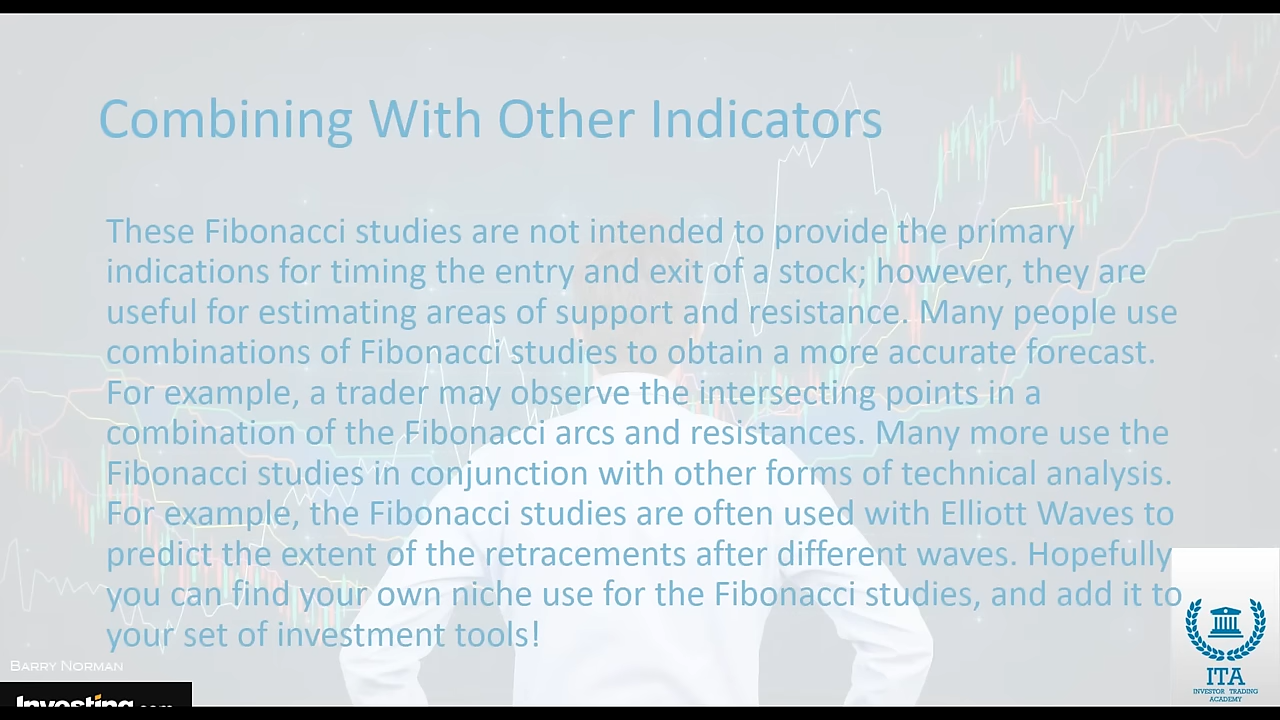 Combining With Other Indicators
These Fibonacci studies are not intended to provide the primary
indications for timing the entry and exit of a stock; however, they are
useful for estimating areas of support and resistance. Many people use
combinations of Fibonacci studies to obtain a more accurate forecast.
For example, a trader may observe the intersecting points in a
combination of the Fibonacci arcs and resistances. Many more use the
Fibonacci studies in conjunction with other forms of technical analysis.
For example, the Fibonacci studies are often used with Elliott Waves to
predict the extent of the retracements after different waves. Hopefully
you can find your own niche use for the Fibonacci studies, and add it to
your set of investment tools!
Barry Norman
Investing.com
ITA
INVESTOR TRADING
ACADEMY